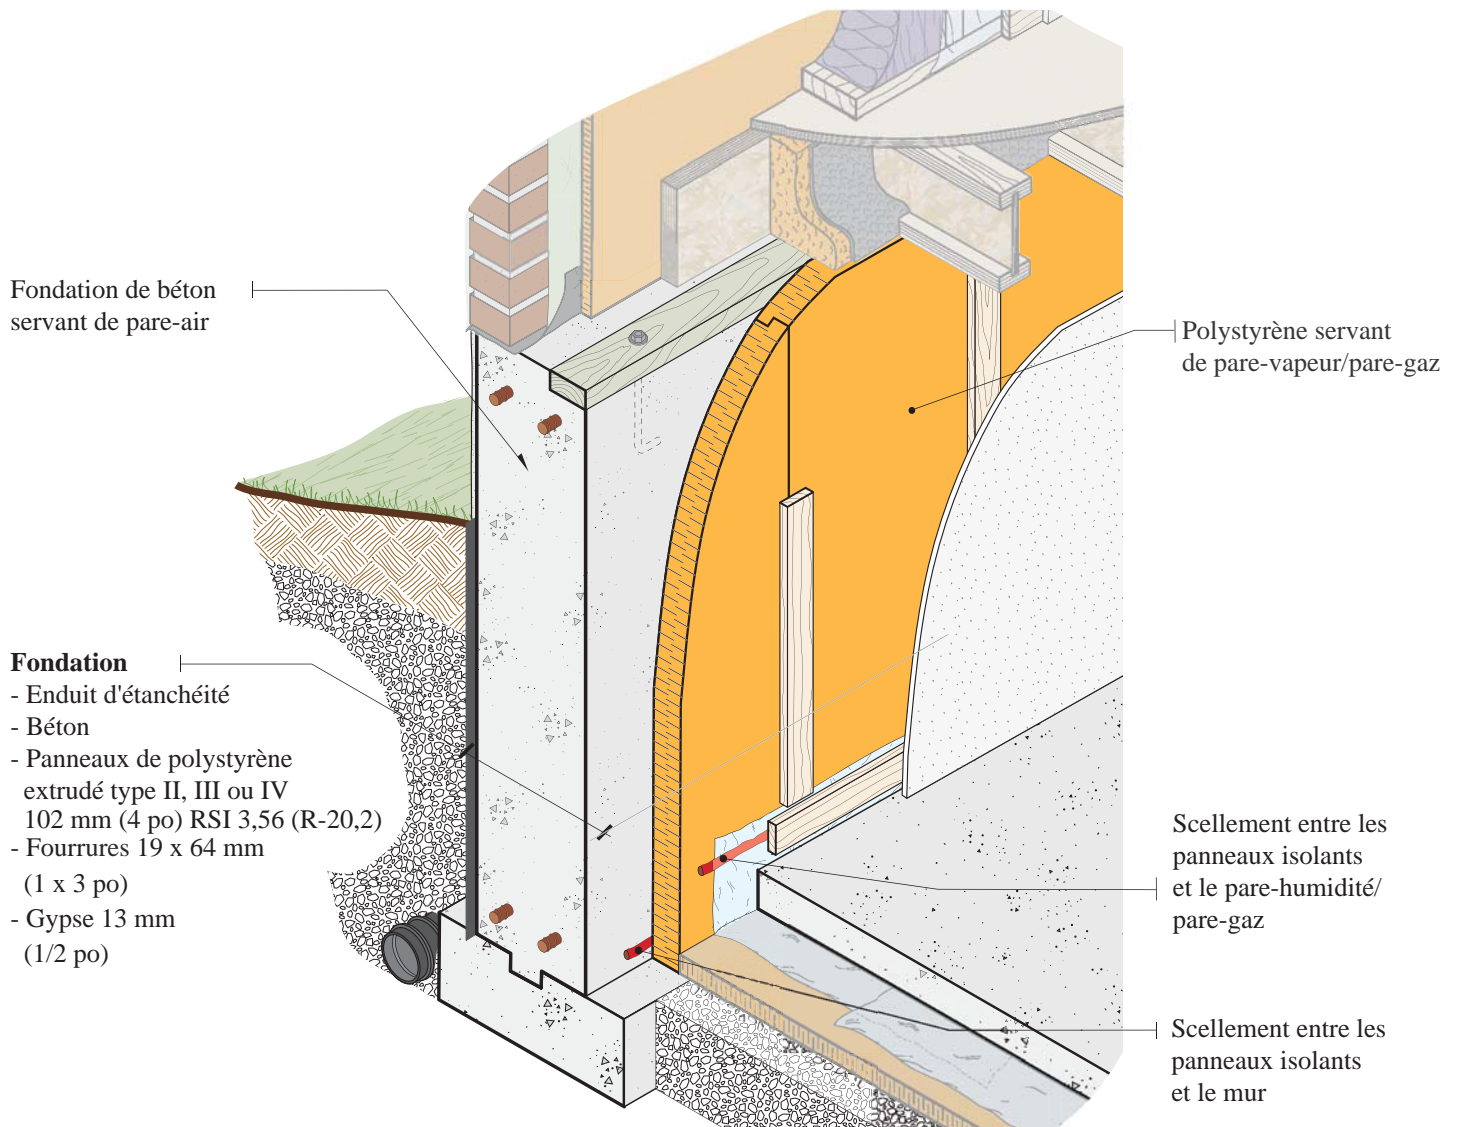 Fondation de béton
servant de pare-air
Polystyrène servant
de pare-vapeur/pare-gaz
Fondation
- Enduit d'étanchéité
- Béton
- Panneaux de polystyrène
extrudé type II, III ou IV
102 mm (4 po) RSI 3,56 (R-20,2)
- Fourrures 19 x 64 mm
(1 x 3 po)
- Gypse 13 mm
(1/2 po)
Scellement entre les
panneaux isolants
et le pare-humidité/
pare-gaz
Scellement entre les
panneaux isolants
et le mur